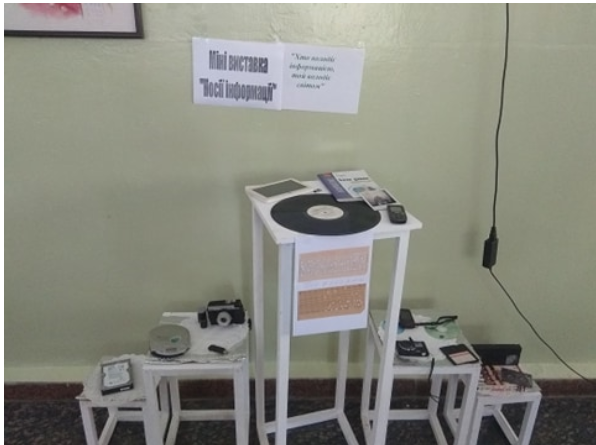 Міні виставка
"Носії інформації"
"Хто володіє
інформацією,
той володіє
світом"